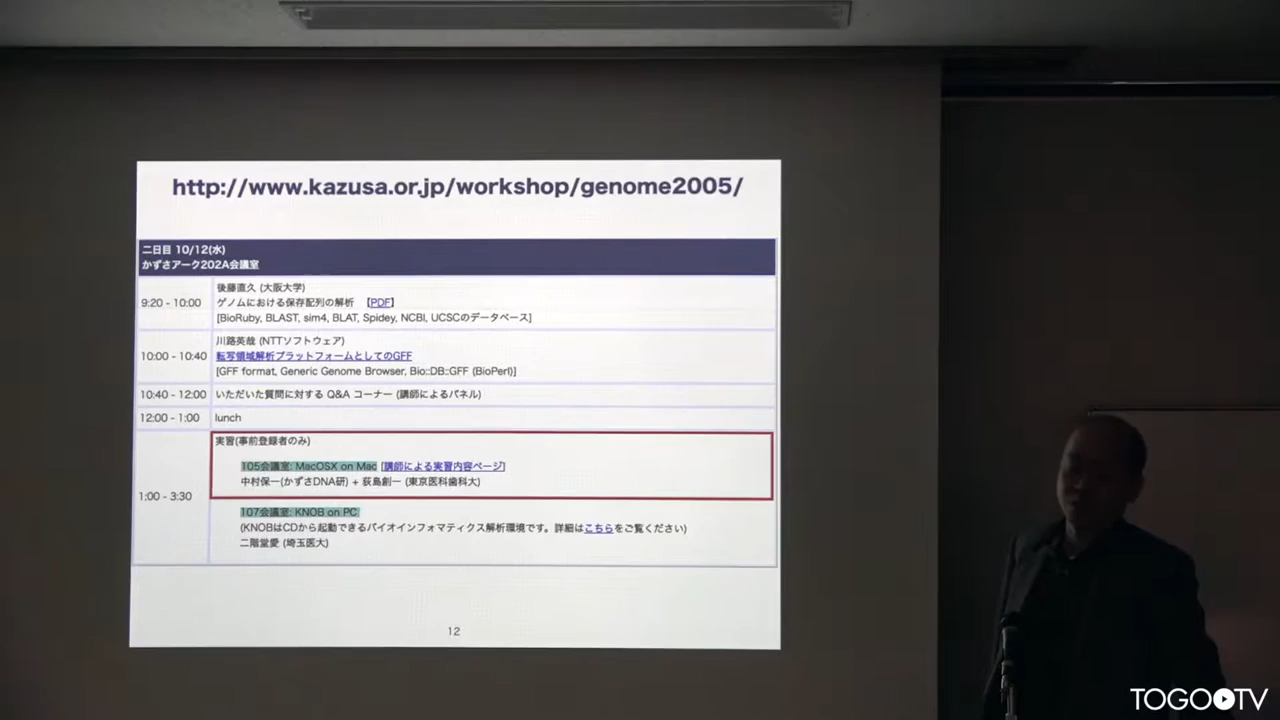 http://www.kazusa.or.jp/workshop/genome2005/
二日目 10/12(水)
かずさアーク202A会議室
9:20 - 10:00
後藤直久 (大阪大学)
ゲノムにおける保存配列の解析 【PDF】
[BioRuby, BLAST, sim4, BLAT, Spidey, NCBI, UCSCのデータベース]
10:00 - 10:40
川路英哉 (NTTソフトウェア)
転写領域解析プラットフォームとしてのGFF
[GFF format, Generic Genome Browser, Bio::DB::GFF (BioPerl)]
10:40 - 12:00
いただいた質問に対する Q&A コーナー (講師によるパネル)
12:00 - 1:00
lunch
1:00 - 3:30
実習(事前登録者のみ)
105会議室: MacOSX on Mac [講師による実習内容ページ]
中村保一(かずさDNA研) + 荻島創一 (東京医科歯科大)
107会議室: KNOB on PC
(KNOBはCDから起動できるバイオインフォマティクス解析環境です。詳細はこちらをご覧ください)
二階堂愛 (埼玉医大)
12
TOGO TV